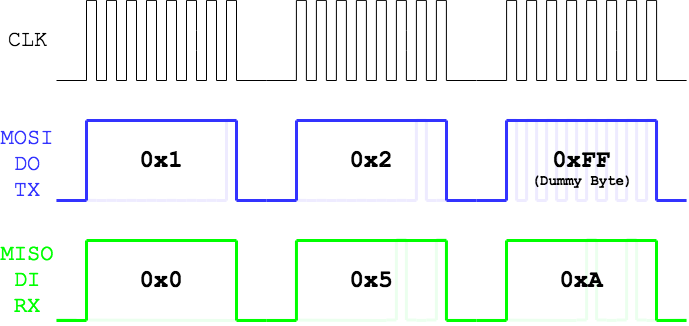 CLK
MOSI
DO
TX
0x1
0x2
0xFF
(Dummy Byte)
MISO
DI
RX
0x0
0x5
0xA